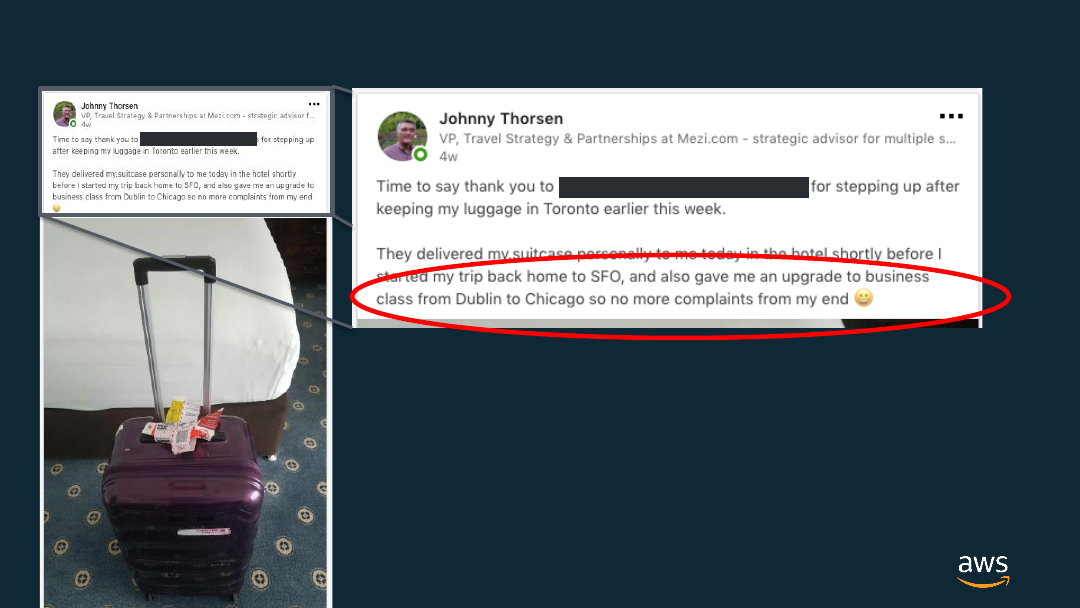 Johnny Thorsen
VP, Travel Strategy & Partnerships at Mezi.com - strategic advisor for multiple f...
4w
Time to say thank you to for stepping up
after keeping my luggage in Toronto earlier this week.
They delivered my.suitcase personally to me today in the hotel shortly
before I started my trip back home to SFO, and also gave me an upgrade to
business class from Dublin to Chicago so no more complaints from my end
😀
Johnny Thorsen
VP, Travel Strategy & Partnerships at Mezi.com - strategic advisor for multiple s...
4w
Time to say thank you to for stepping up after
keeping my luggage in Toronto earlier this week.
They delivered my.suitcase personally to me today in the hotel shortly before I
started my trip back home to SFO, and also gave me an upgrade to business
class from Dublin to Chicago so no more complaints from my end 😀
aws